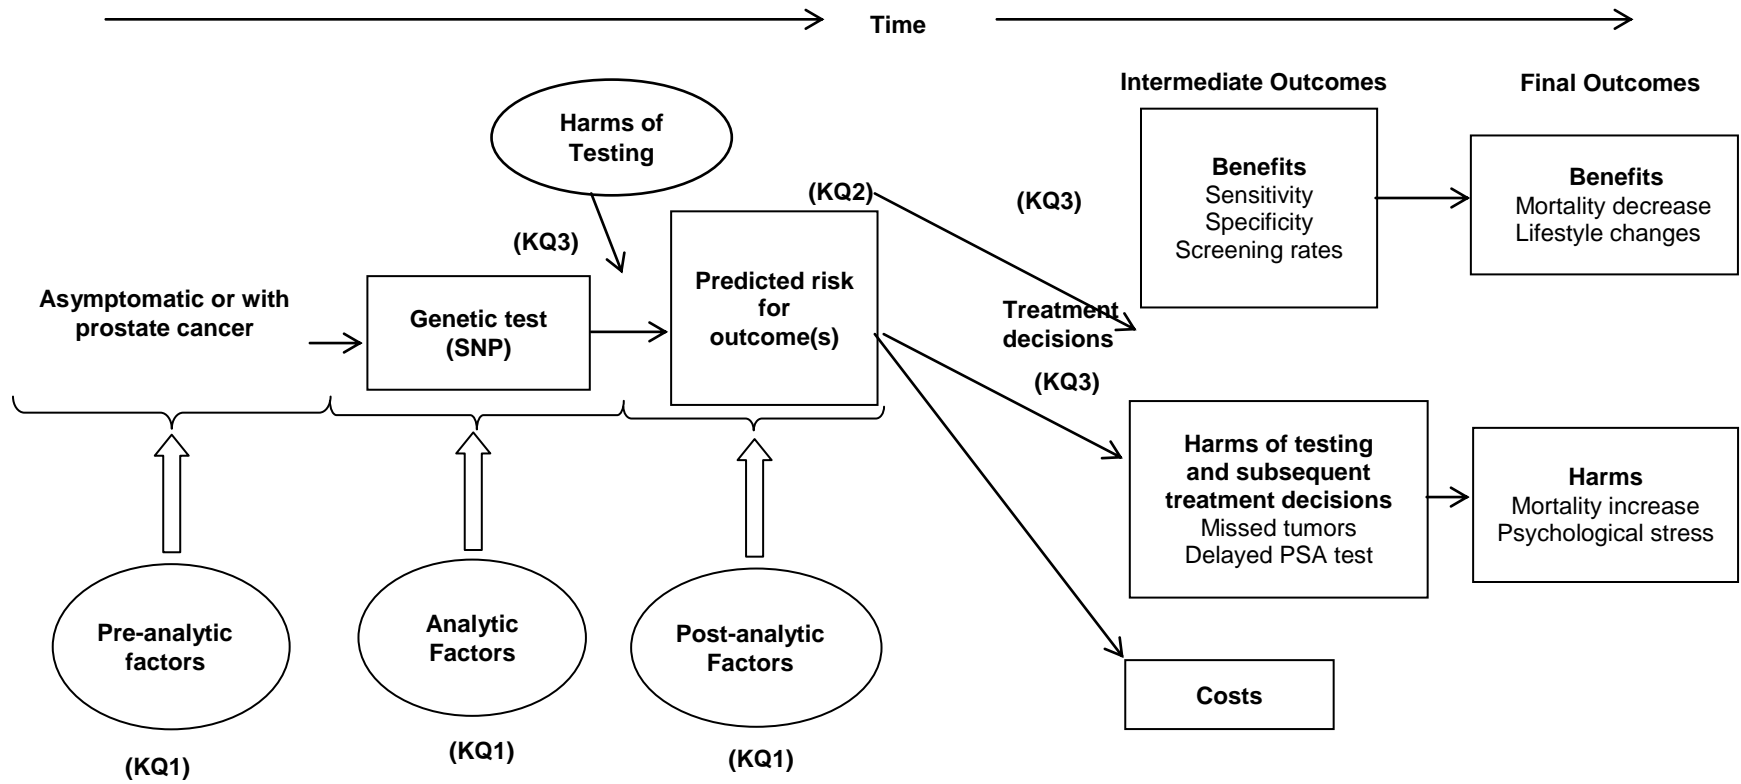 Time
Intermediate Outcomes
Final Outcomes
Harms of
Testing
Benefits
Sensitivity
Specificity
Screening rates
Benefits
Mortality decrease
Lifestyle changes
(KQ2)
(KQ3)
(KQ3)
Asymptomatic or with
prostate cancer
Genetic test
(SNP)
Predicted risk
for
outcome(s)
Treatment
decisions
(KQ3)
Harms of testing
and subsequent
treatment decisions
Missed tumors
Delayed PSA test
Harms
Mortality increase
Psychological stress
Pre-analytic
factors
Analytic
Factors
Post-analytic
Factors
Costs
(KQ1)
(KQ1)
(KQ1)